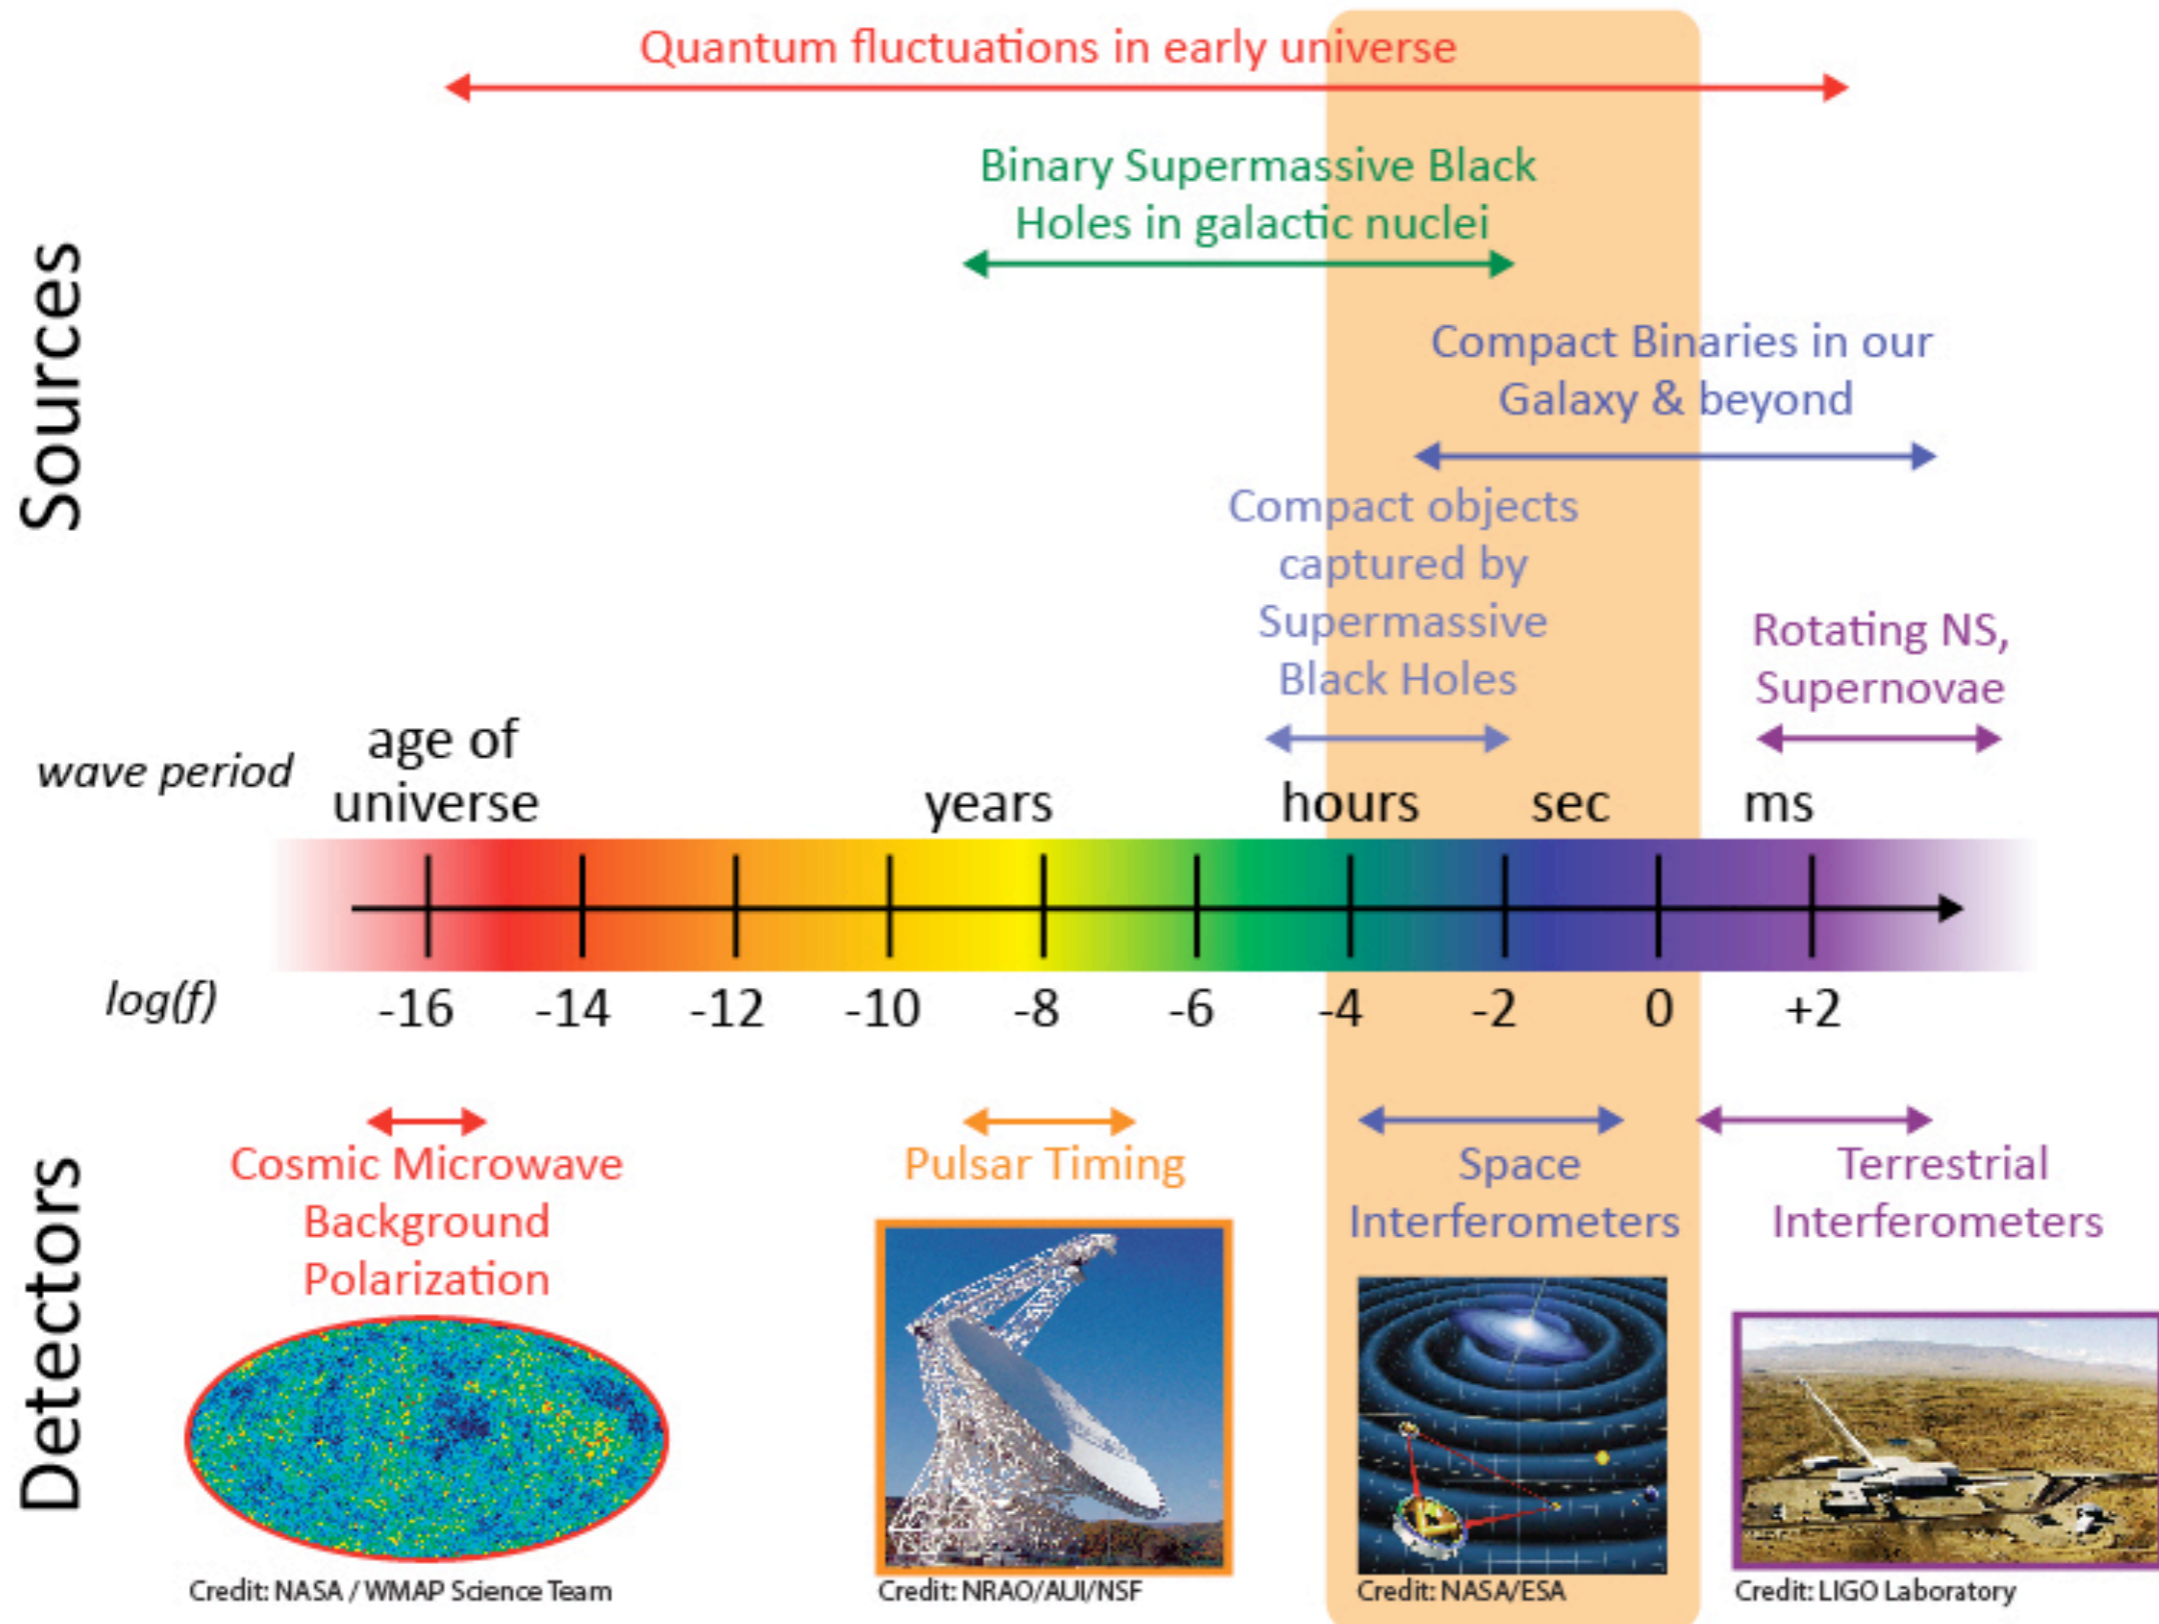 Quantum fluctuations in early universe
Binary Supermassive Black
Holes in galactic nuclei
Sources
Compact Binaries in our
Galaxy & beyond
Compact objects
captured by
Supermassive
Black Holes
Rotating NS,
Supernovae
wave period
age of
universe
years
hours
sec
ms
log(f)
-16
-14
-12
-10
-8
-6
-4
-2
0
+2
Detectors
Cosmic Microwave
Background
Polarization
Pulsar Timing
Space
Interferometers
Terrestrial
Interferometers
Credit: NASA / WMAP Science Team
Credit: NRAO/AUI/NSF
Credit: NASA/ESA
Credit: LIGO Laboratory